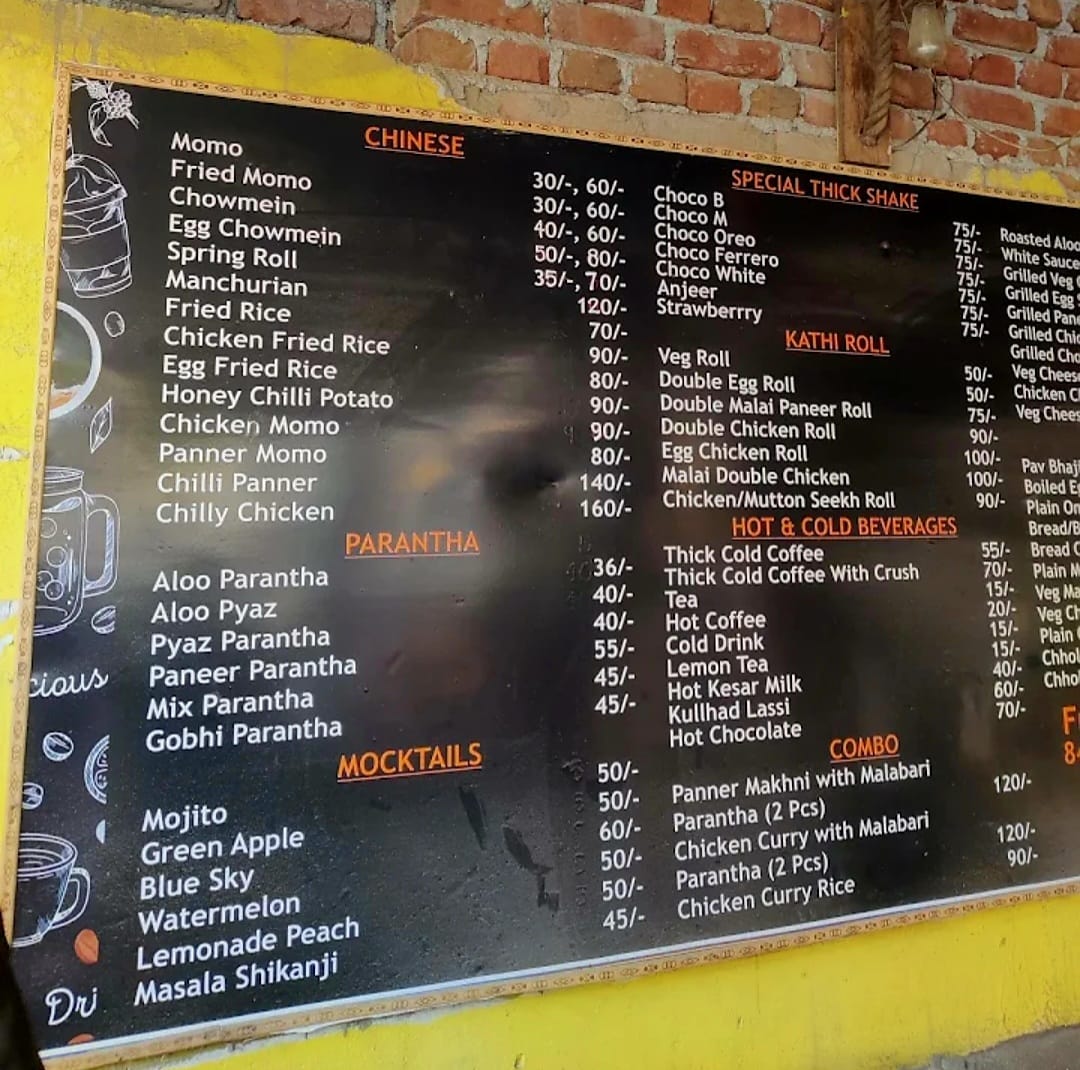 CHINESE
Momo 30/-, 60/-
Fried Momo 30/-, 60/-
Chowmein 40/-, 60/-
Egg Chowmein 50/-, 80/-
Spring Roll 35/-, 70/-
Manchurian 120/-
Fried Rice 70/-
Chicken Fried Rice 90/-
Egg Fried Rice 80/-
Honey Chilli Potato 90/-
Chicken Momo 90/-
Panner Momo 80/-
Chilli Panner 140/-
Chilly Chicken 160/-
PARANTHA
Aloo Parantha 36/-
Aloo Pyaz 40/-
Pyaz Parantha 40/-
Paneer Parantha 55/-
Mix Parantha 45/-
Gobhi Parantha 45/-
MOCKTAILS
Mojito 50/-
Green Apple 50/-
Blue Sky 60/-
Watermelon 50/-
Lemonade Peach 50/-
Masala Shikanji 45/-
cious
Dri
SPECIAL THICK SHAKE
Choco B 75/-
Choco M 75/-
Choco Oreo 75/-
Choco Ferrero 75/-
Choco White 75/-
Anjeer 75/-
Strawberrry 75/-
KATHI ROLL
Veg Roll 50/-
Double Egg Roll 50/-
Double Malai Paneer Roll 75/-
Double Chicken Roll 90/-
Egg Chicken Roll 100/-
Malai Double Chicken 100/-
Chicken/Mutton Seekh Roll 90/-
HOT & COLD BEVERAGES
Thick Cold Coffee 55/-
Thick Cold Coffee With Crush 70/-
Tea 15/-
Hot Coffee 20/-
Cold Drink 15/-
Lemon Tea 15/-
Hot Kesar Milk 40/-
Kullhad Lassi 60/-
Hot Chocolate 70/-
COMBO
Panner Makhni with Malabari
Parantha (2 Pcs) 120/-
Chicken Curry with Malabari
Parantha (2 Pcs) 120/-
Chicken Curry Rice 90/-
Roasted Aloo
White Sauce
Grilled Veg
Grilled Egg
Grilled Pane
Grilled Chic
Grilled Cho
Veg Cheese
Chicken C
Veg Chees
Pav Bhaji
Boiled E
Plain Om
Bread/B
Bread O
Plain M
Veg Ma
Veg Ch
Plain
Chhol
Chhol